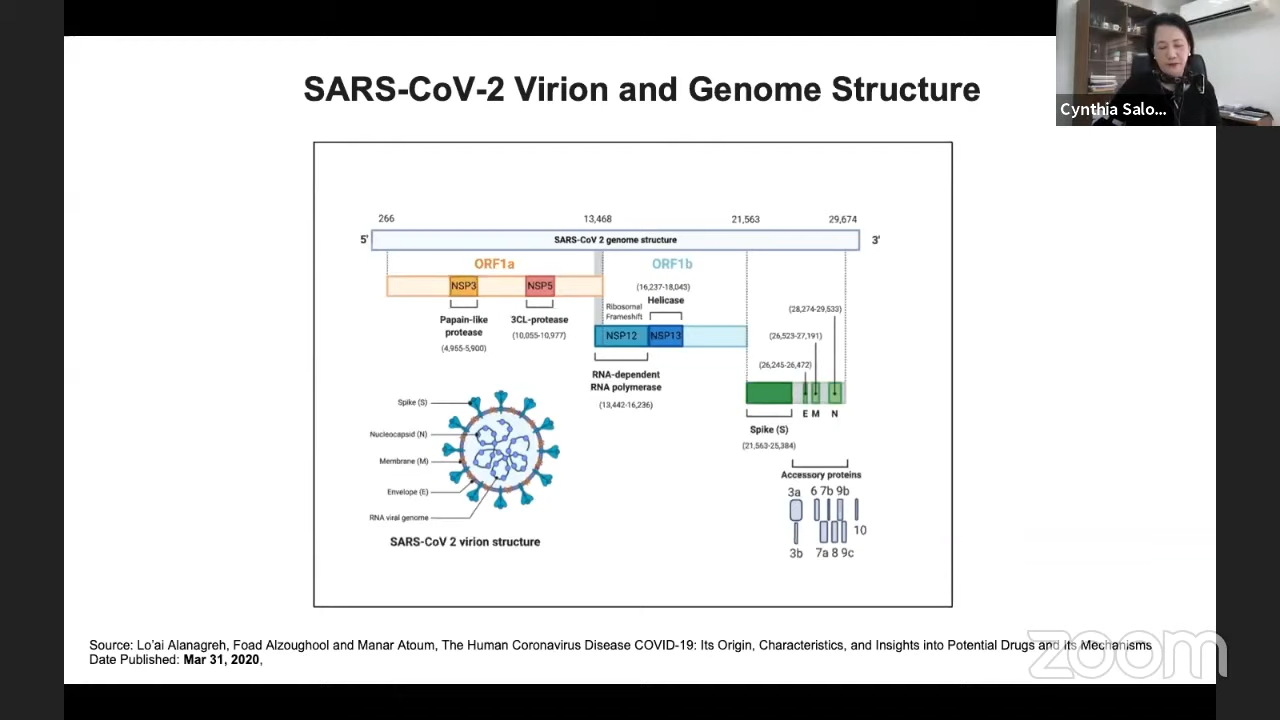 SARS-CoV-2 Virion and Genome Structure
Cynthia Salo...
266
13,468
21,563
29,674
5'
SARS-CoV 2 genome structure
3'
ORF1a
ORF1b
NSP3
NSP5
(16,237-18,043)
Helicase
Ribosomal
Frameshift
Papain-like
protease
(4,955-5,900)
3CL-protease
(10,055-10,977)
NSP12
NSP13
RNA-dependent
RNA polymerase
(13,442-16,236)
(28,274-29,533)
(26,523-27,191)
(26,245-26,472)
E M N
Spike (S)
(21,563-25,384)
Accessory proteins
3a 6 7b 9b
10
3b 7a 8 9c
Spike (S)
Nucleocapsid (N)
Membrane (M)
Envelope (E)
RNA viral genome
SARS-CoV 2 virion structure
Source: Lo'ai Alanagreh, Foad Alzoughool and Manar Atoum, The Human Coronavirus Disease COVID-19: Its Origin, Characteristics, and Insights into Potential Drugs and Its Mechanisms
Date Published: Mar 31, 2020,
zoom